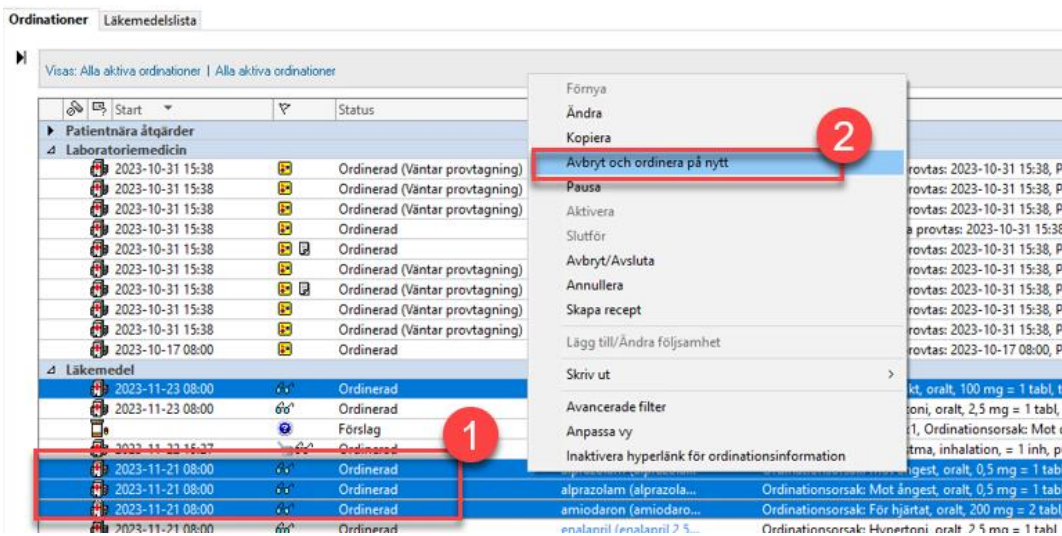 Ordinationer Läkemedelslista
Visas: Alla aktiva ordinationer | Alla aktiva ordinationer
Start Status
Patientnära åtgärder
Laboratoriemedicin
2023-10-31 15:38 Ordinerad (Väntar provtagning) provtas: 2023-10-31 15:38, P
2023-10-31 15:38 Ordinerad (Väntar provtagning) provtas: 2023-10-31 15:38, P
2023-10-31 15:38 Ordinerad (Väntar provtagning) provtas: 2023-10-31 15:38, P
2023-10-31 15:38 Ordinerad a provtas: 2023-10-31 15:38
2023-10-31 15:38 Ordinerad provtas: 2023-10-31 15:38, P
2023-10-31 15:38 Ordinerad (Väntar provtagning) provtas: 2023-10-31 15:38, P
2023-10-31 15:38 Ordinerad (Väntar provtagning) provtas: 2023-10-31 15:38, P
2023-10-31 15:38 Ordinerad (Väntar provtagning) provtas: 2023-10-31 15:38, P
2023-10-31 15:38 Ordinerad (Väntar provtagning) provtas: 2023-10-31 15:38, P
2023-10-17 08:00 Ordinerad provtas: 2023-10-17 08:00, P
Läkemedel
2023-11-23 08:00 Ordinerad kt, oralt, 100 mg = 1 tabl, t
2023-11-23 08:00 Ordinerad oni, oralt, 2,5 mg = 1 tabl,
Förslag 1, Ordinationsorsak: Mot
2023-11-22 15:27 Ordinerad tma, inhalation, = 1 inh, p
2023-11-21 08:00 Ordinerad oralt, 0,5 mg = 1 tab
2023-11-21 08:00 Ordinerad alprazolam (alprazola... Ordinationsorsak: Mot ångest, oralt, 0,5 mg = 1 tab
2023-11-21 08:00 Ordinerad amiodaron (amiodaro... Ordinationsorsak: För hjärtat, oralt, 200 mg = 2 tabl,
2023-11-21 08:00 Ordinerad enalapril (enalapril 2,5... Ordinationsorsak: Hypertoni, oralt, 2,5 mg = 1 tabl,
1
Förnya
Ändra
Kopiera
Avbryt och ordinera på nytt
Pausa
Aktivera
Slutför
Avbryt/Avsluta
Annullera
Skapa recept
Lägg till/Ändra följsamhet
Skriv ut
Avancerade filter
Anpassa vy
Inaktivera hyperlänk för ordinationsinformation
2